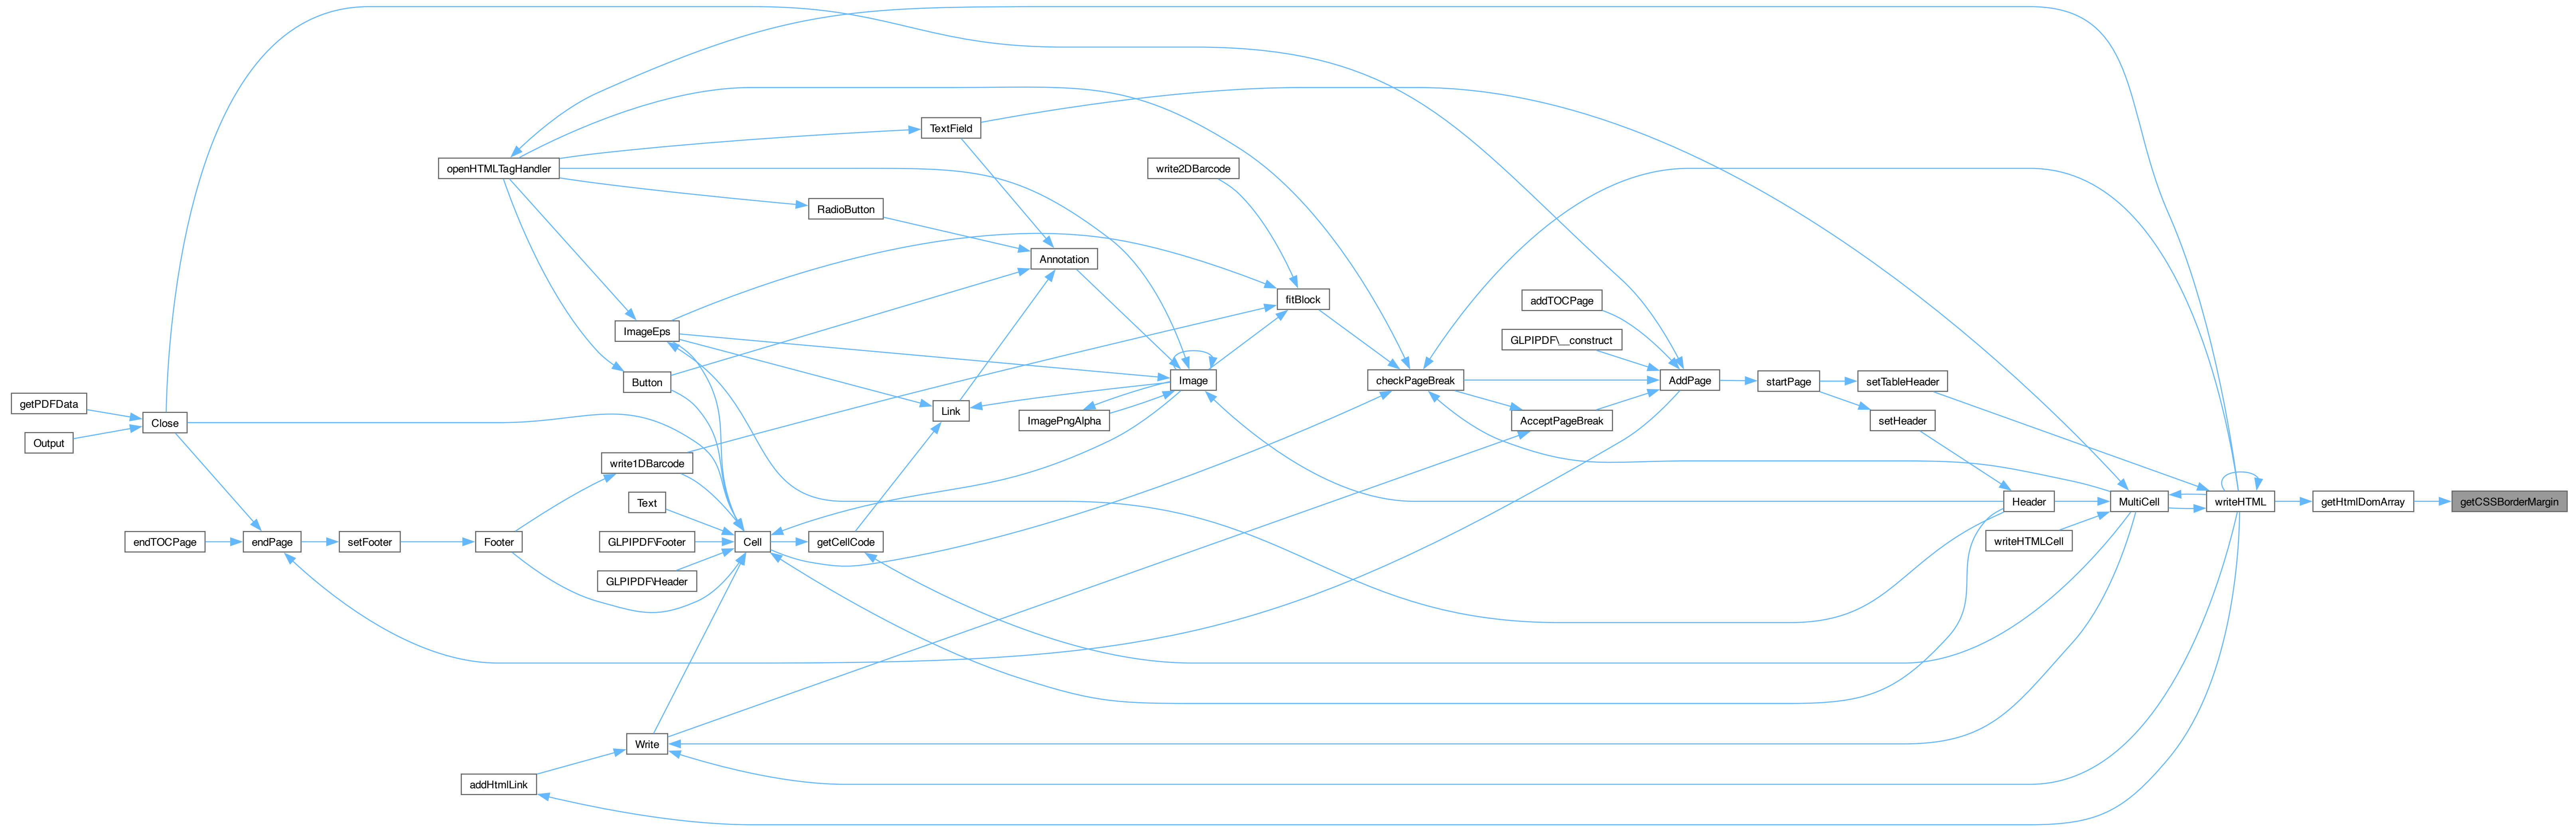 TextField
openHTMLTagHandler
write2DBarcode
RadioButton
Annotation
fitBlock
addTOCPage
ImageEps
GLPIPDF\__construct
Button
Image
checkPageBreak
AddPage
startPage
setTableHeader
getPDFData
Close
Link
ImagePngAlpha
AcceptPageBreak
setHeader
Output
write1DBarcode
Text
Header
MultiCell
writeHTML
getHtmlDomArray
getCSSBorderMargin
endTOCPage
endPage
setFooter
Footer
GLPIPDF\Footer
Cell
getCellCode
writeHTMLCell
GLPIPDF\Header
Write
addHtmlLink